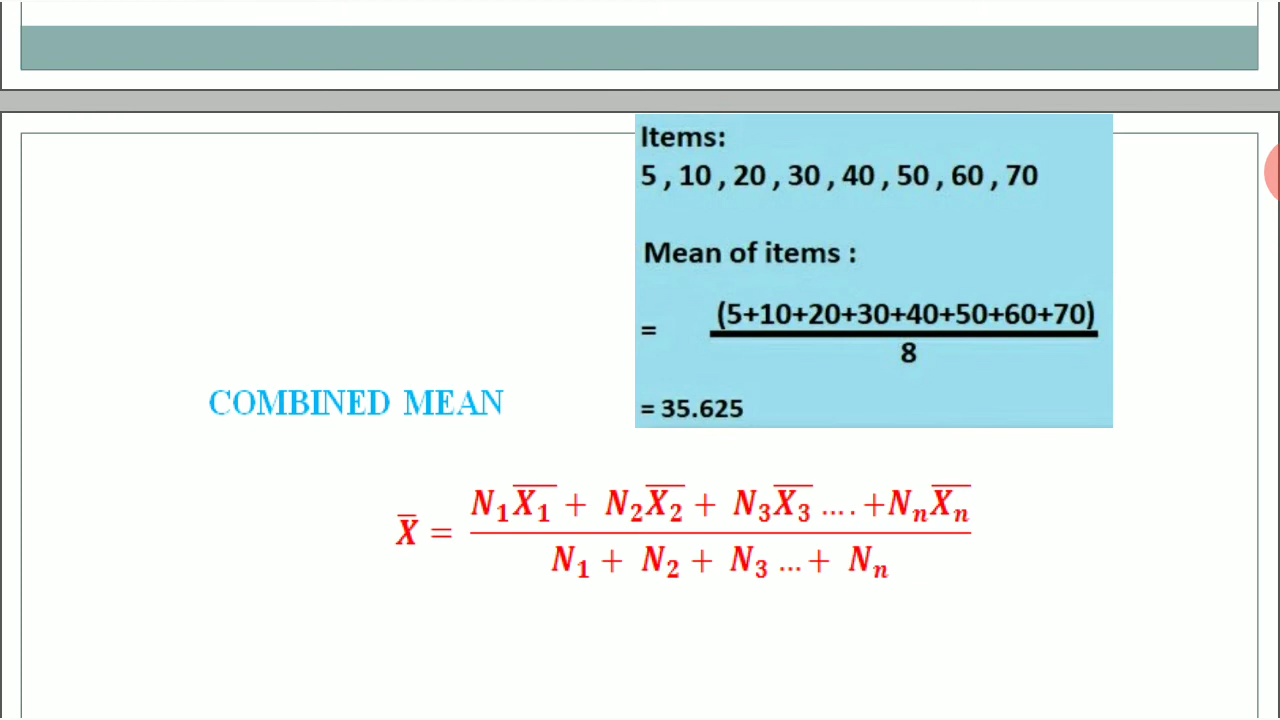 Items:
5 , 10 , 20 , 30 , 40 , 50 , 60 , 70
Mean of items :
= (5+10+20+30+40+50+60+70)
8
= 35.625
COMBINED MEAN
X̅ = N₁X̅₁ + N₂X̅₂ + N₃X̅₃ .... +NₙX̅ₙ
N₁ + N₂ + N₃ ...+ Nₙ